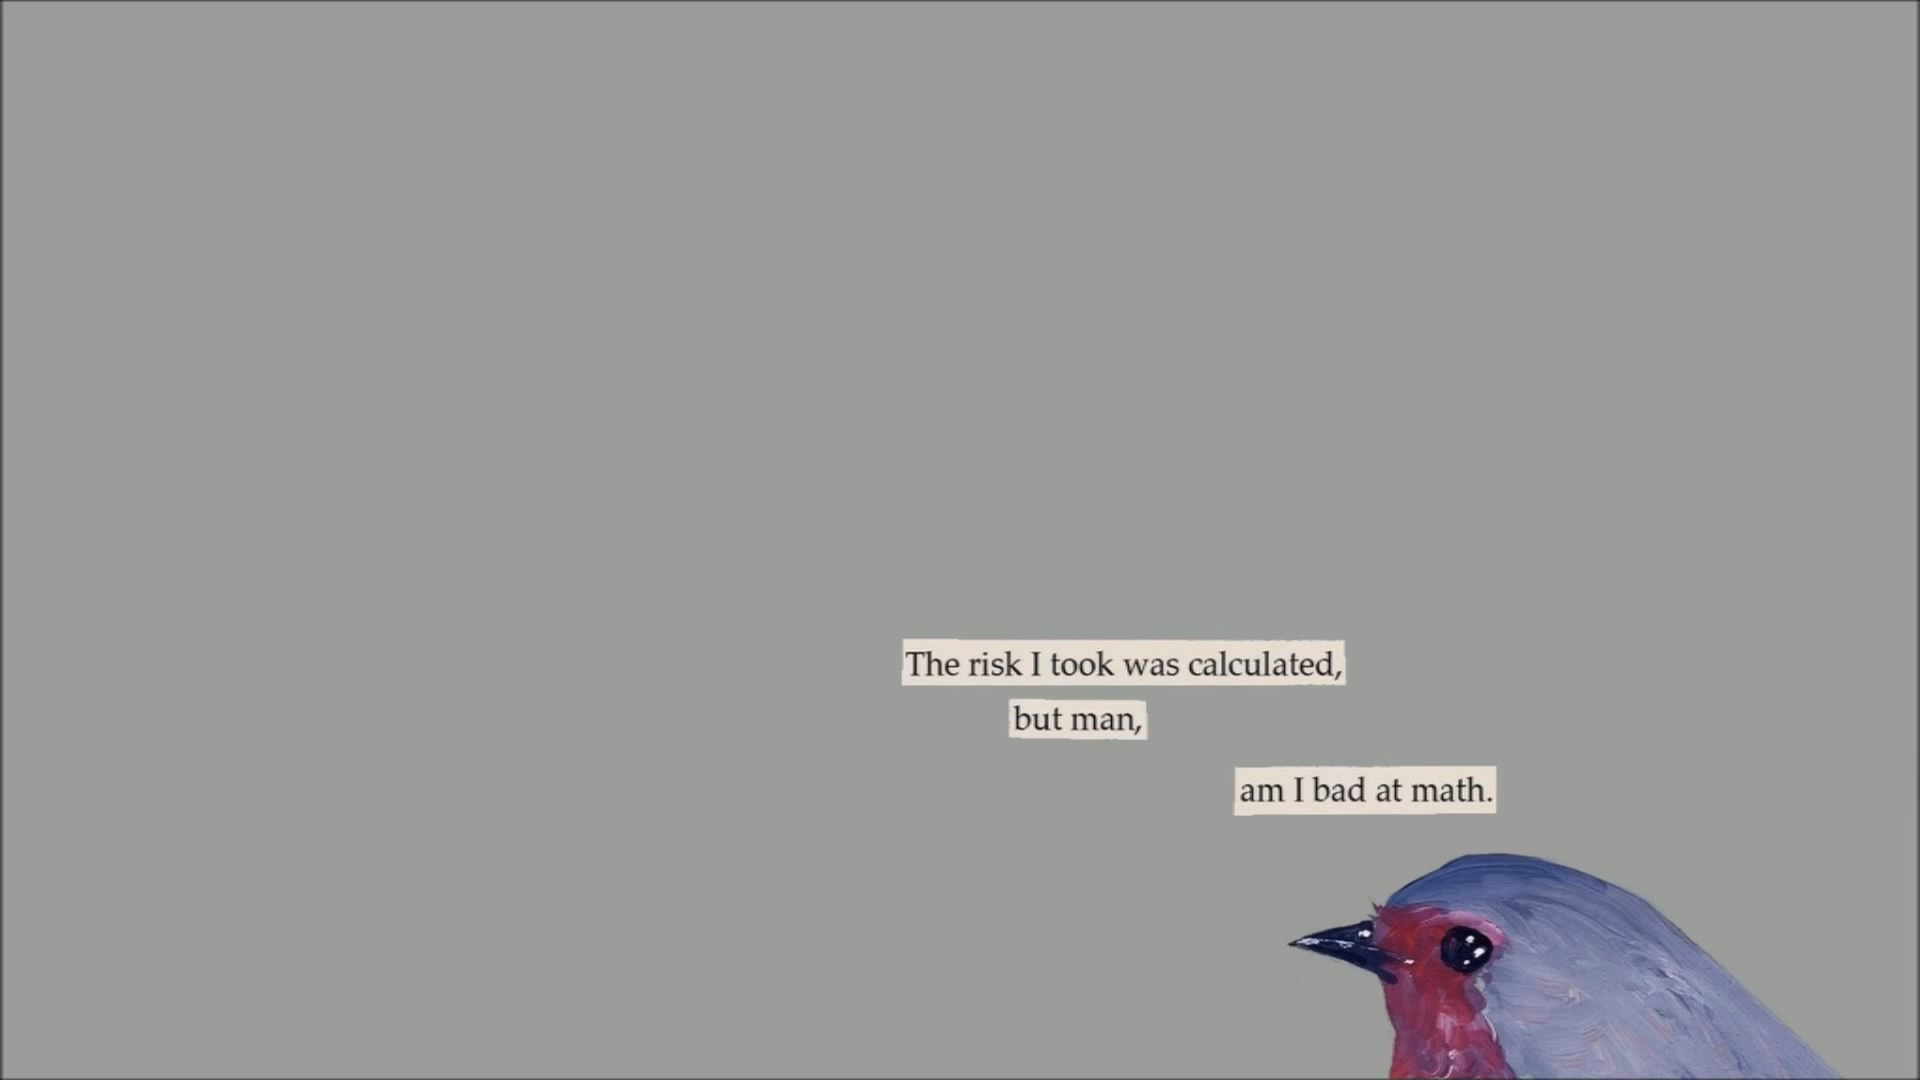 The risk I took was calculated,
but man,
am I bad at math.